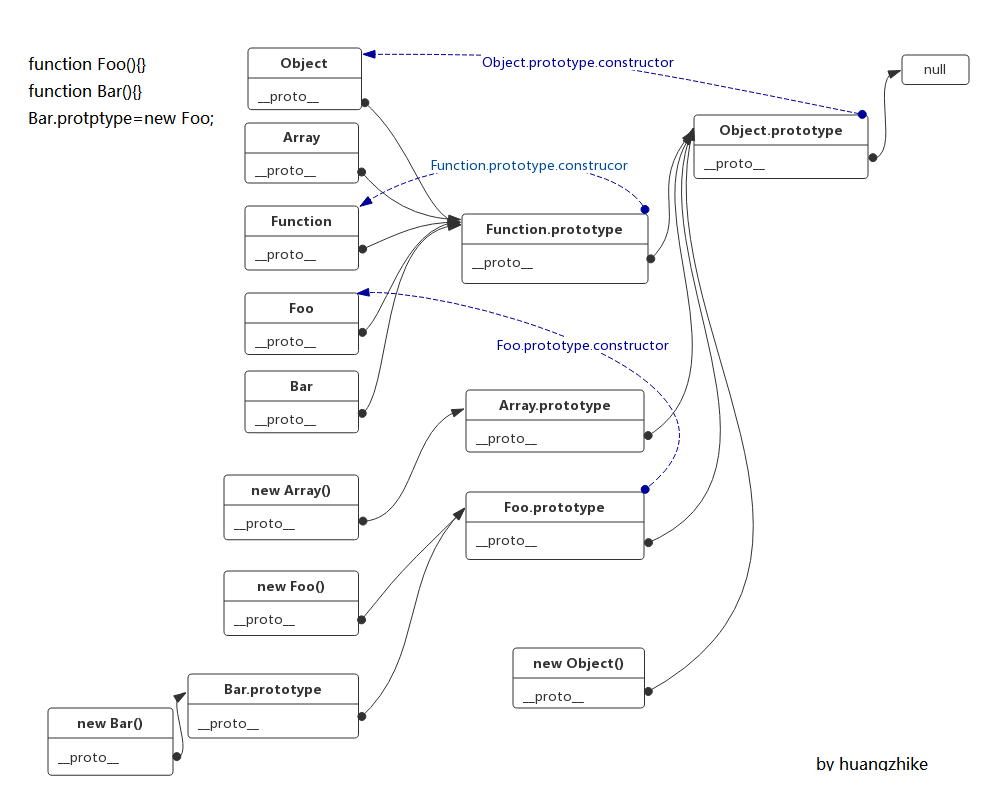 function Foo(){}
function Bar(){}
Bar.protptype=new Foo;
Object
__proto__
Object.prototype.constructor
null
Object.prototype
__proto__
Array
__proto__
Function.prototype.construcor
Function
__proto__
Function.prototype
__proto__
Foo
__proto__
Foo.prototype.constructor
Bar
__proto__
Array.prototype
__proto__
new Array()
__proto__
Foo.prototype
__proto__
new Foo()
__proto__
new Object()
__proto__
Bar.prototype
__proto__
new Bar()
__proto__
by huangzhike